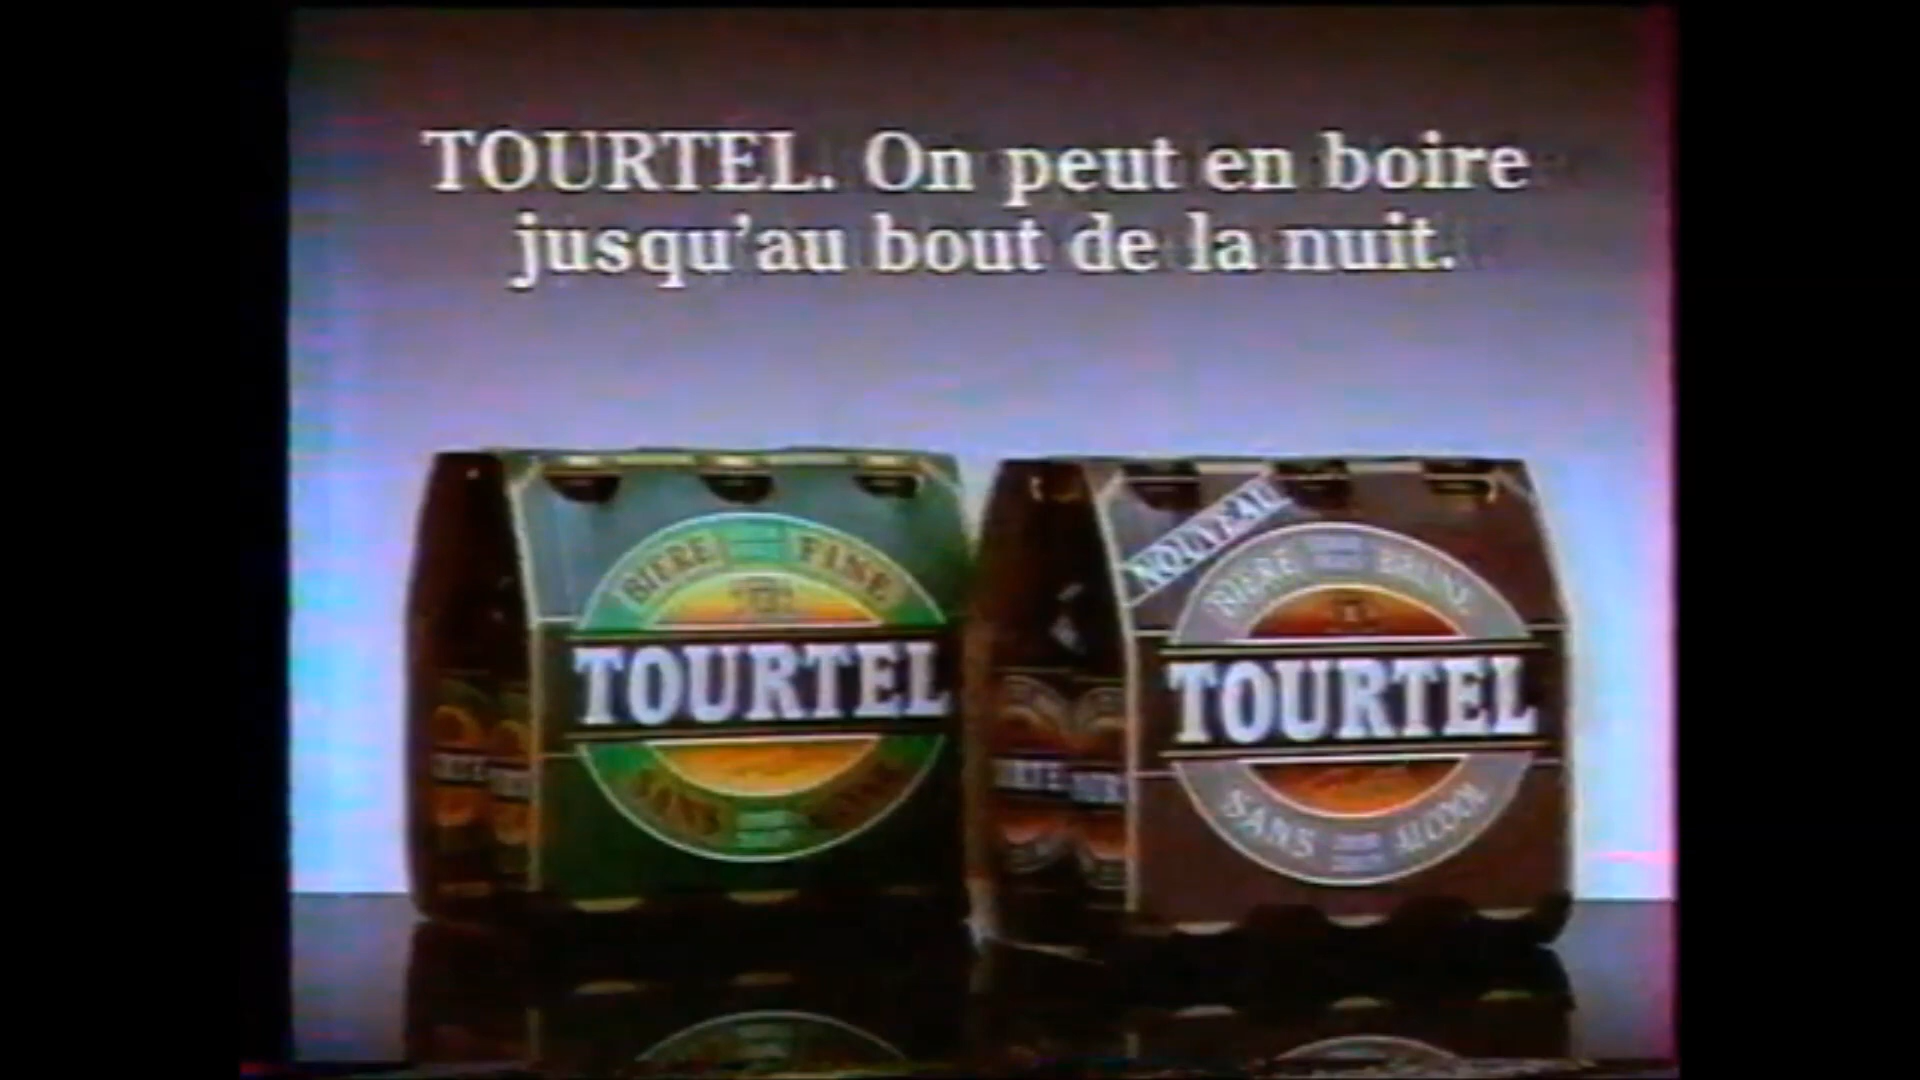 TOURTEL. On peut en boire
jusqu'au bout de la nuit.
BIERE FINE
TOURTEL
SANS
NOUVEAU
BIERE BRUNE
TOURTEL
SANS ALCOOL